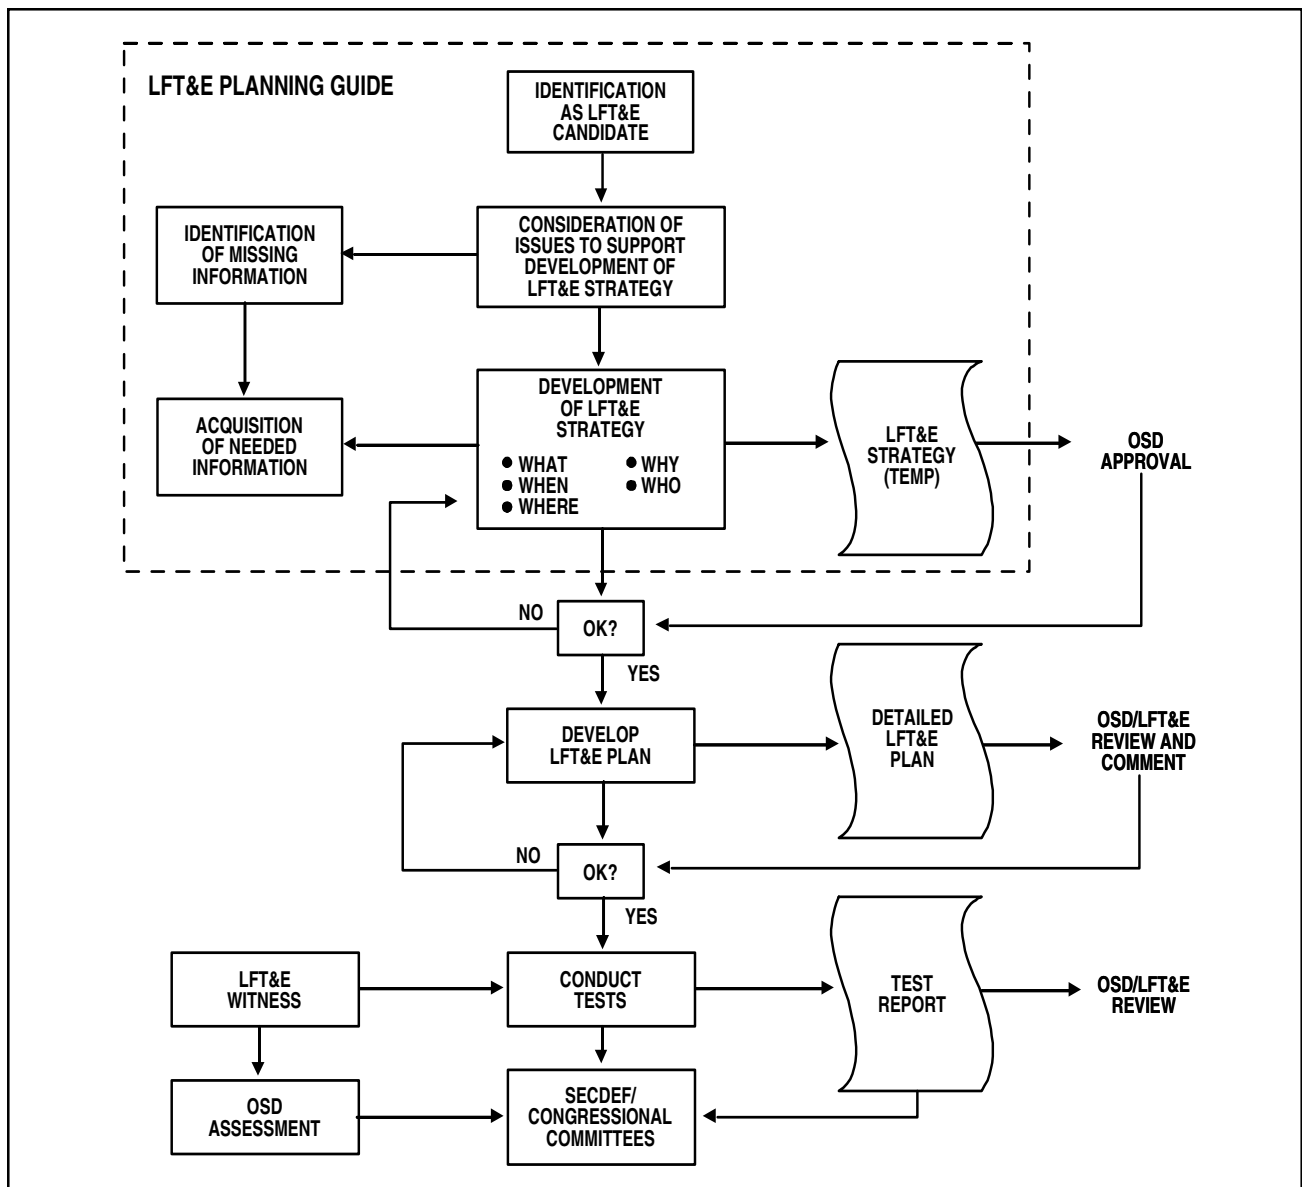 LFT&E PLANNING GUIDE
IDENTIFICATION
AS LFT&E
CANDIDATE
IDENTIFICATION
OF MISSING
INFORMATION
CONSIDERATION OF
ISSUES TO SUPPORT
DEVELOPMENT OF
LFT&E STRATEGY
ACQUISITION
OF NEEDED
INFORMATION
DEVELOPMENT
OF LFT&E
STRATEGY
● WHAT
● WHEN
● WHERE
● WHY
● WHO
LFT&E
STRATEGY
(TEMP)
OSD
APPROVAL
NO
OK?
YES
DEVELOP
LFT&E PLAN
DETAILED
LFT&E
PLAN
OSD/LFT&E
REVIEW AND
COMMENT
NO
OK?
YES
LFT&E
WITNESS
CONDUCT
TESTS
TEST
REPORT
OSD/LFT&E
REVIEW
OSD
ASSESSMENT
SECDEF/
CONGRESSIONAL
COMMITTEES